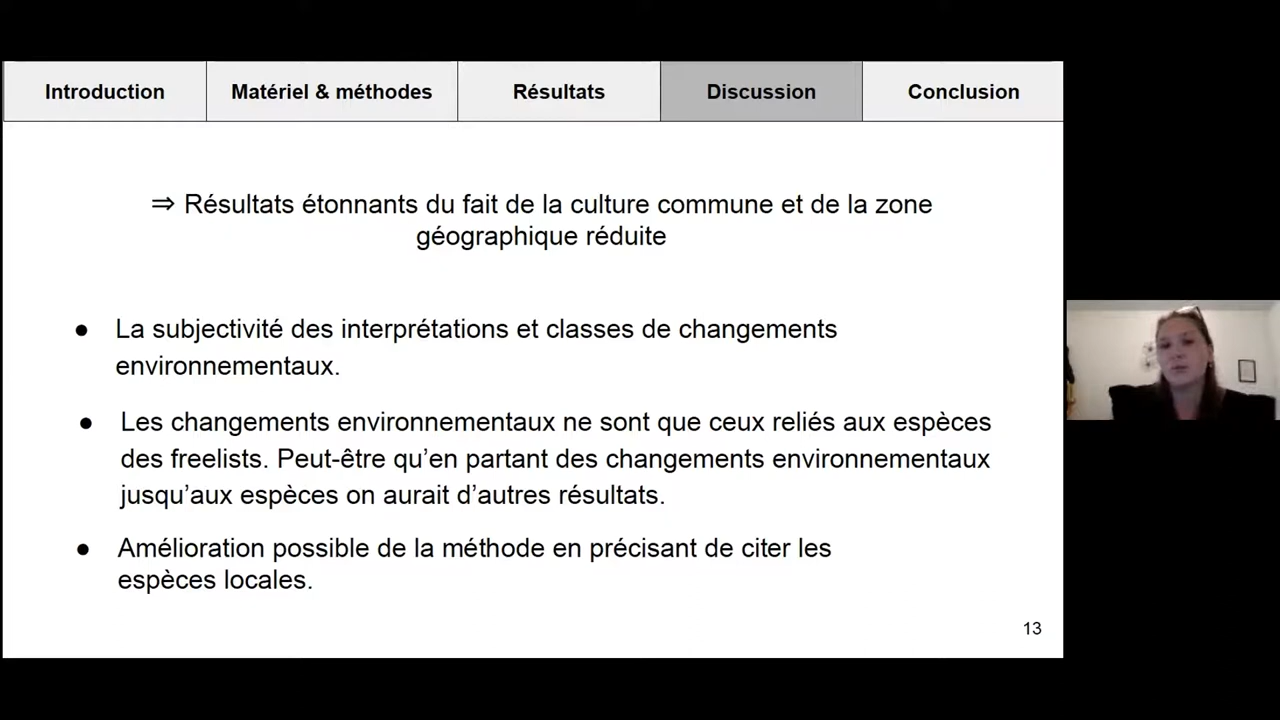 Introduction
Matériel & méthodes
Résultats
Discussion
Conclusion
⇒ Résultats étonnants du fait de la culture commune et de la zone
géographique réduite
● La subjectivité des interprétations et classes de changements
environnementaux.
● Les changements environnementaux ne sont que ceux reliés aux espèces
des freelists. Peut-être qu’en partant des changements environnementaux
jusqu’aux espèces on aurait d’autres résultats.
● Amélioration possible de la méthode en précisant de citer les
espèces locales.
13